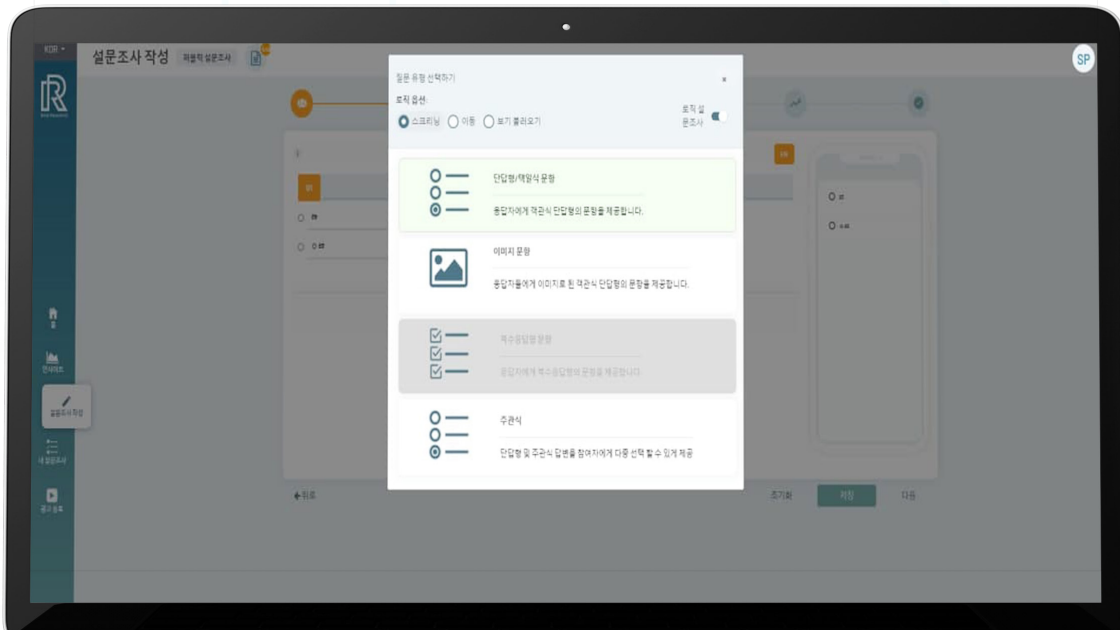 KOR
설문조사 작성
퍼블릭 설문조사
SP
질문 유형 선택하기
로직 옵션:
스크리닝 이동 보기 불러오기
로직 설
문조사
단답형/택일식 문항
응답자에게 객관식 단답형의 문항을 제공합니다.
이미지 문항
응답자들에게 이미지로 된 객관식 단답형의 문항을 제공합니다.
복수응답형 문항
응답자에게 복수응답형의 문항을 제공합니다.
주관식
단답형 및 주관식 답변을 참여자에게 다중 선택 할 수 있게 제공
홈
인사이트
설문조사 작성
내 설문조사
광고 등록
뒤로
초기화
저장
다음